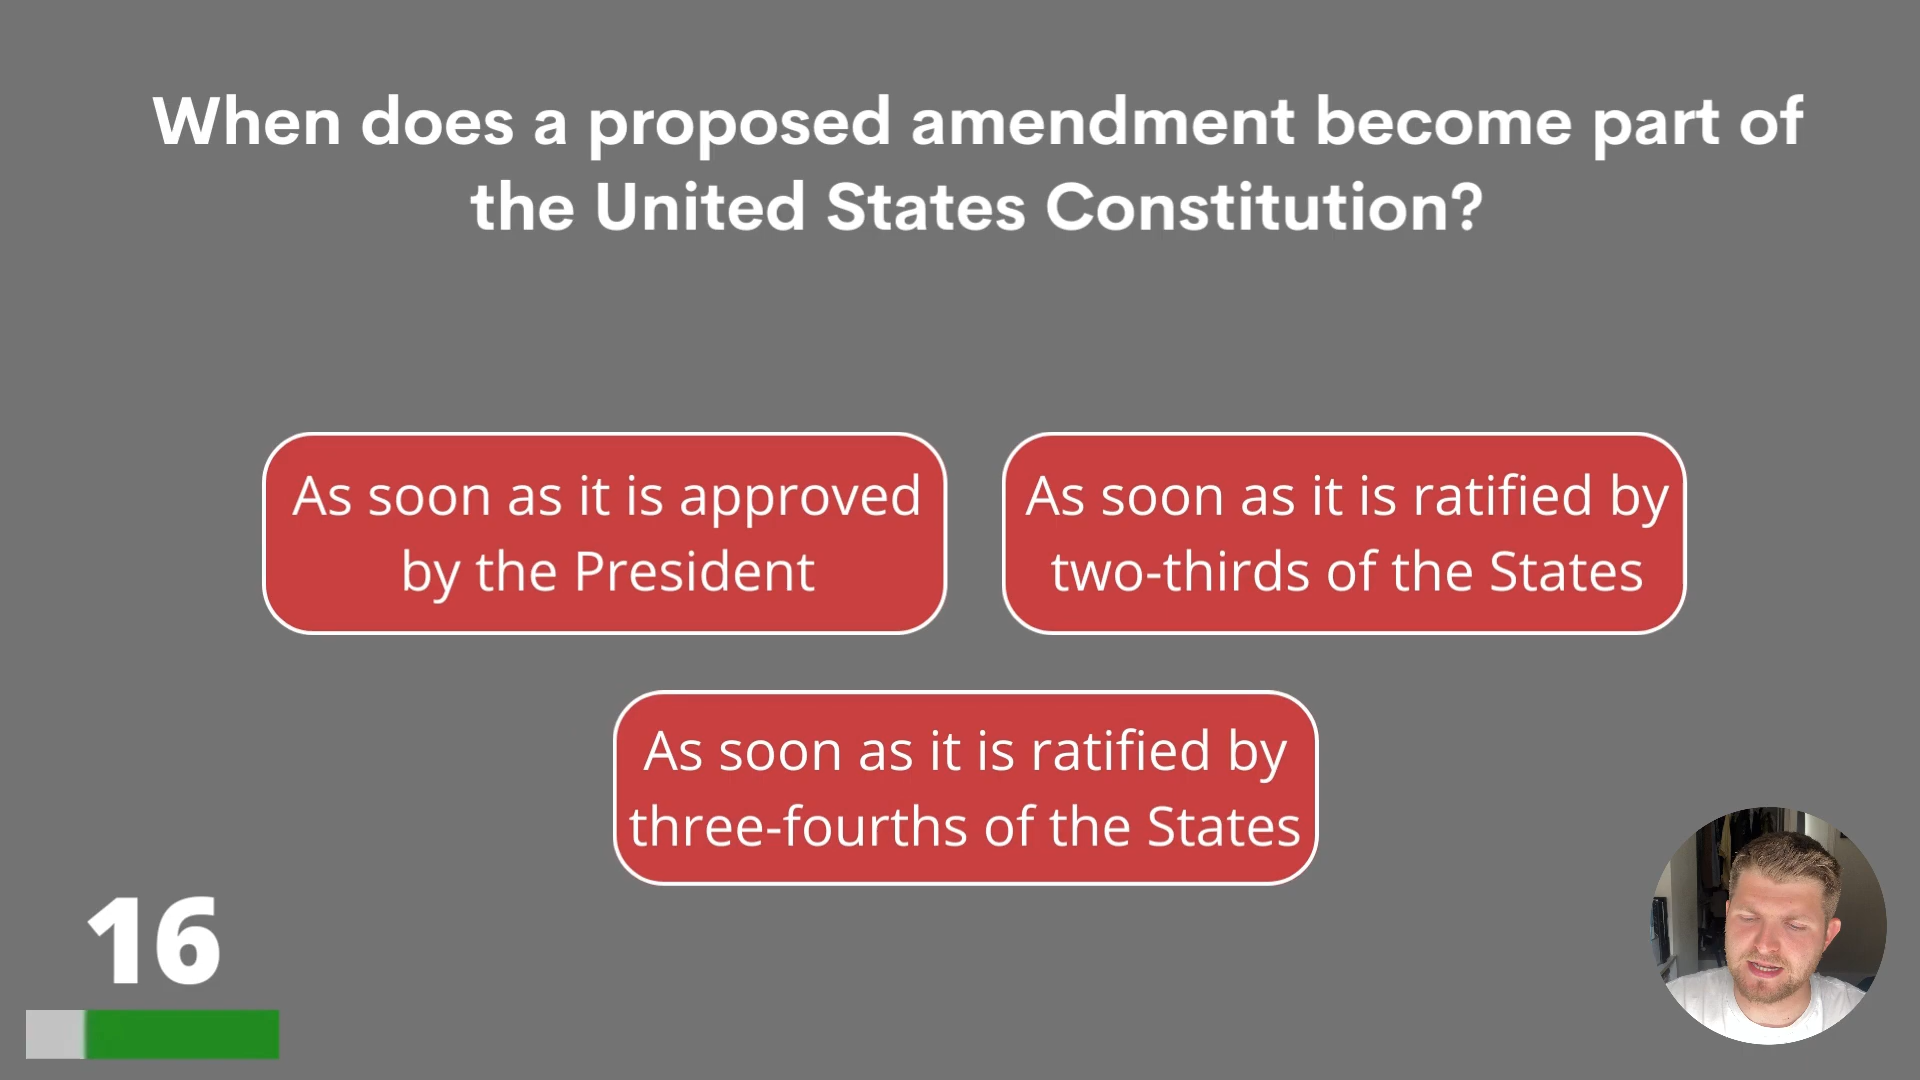 When does a proposed amendment become part of
the United States Constitution?
As soon as it is approved
by the President
As soon as it is ratified by
two-thirds of the States
As soon as it is ratified by
three-fourths of the States
16